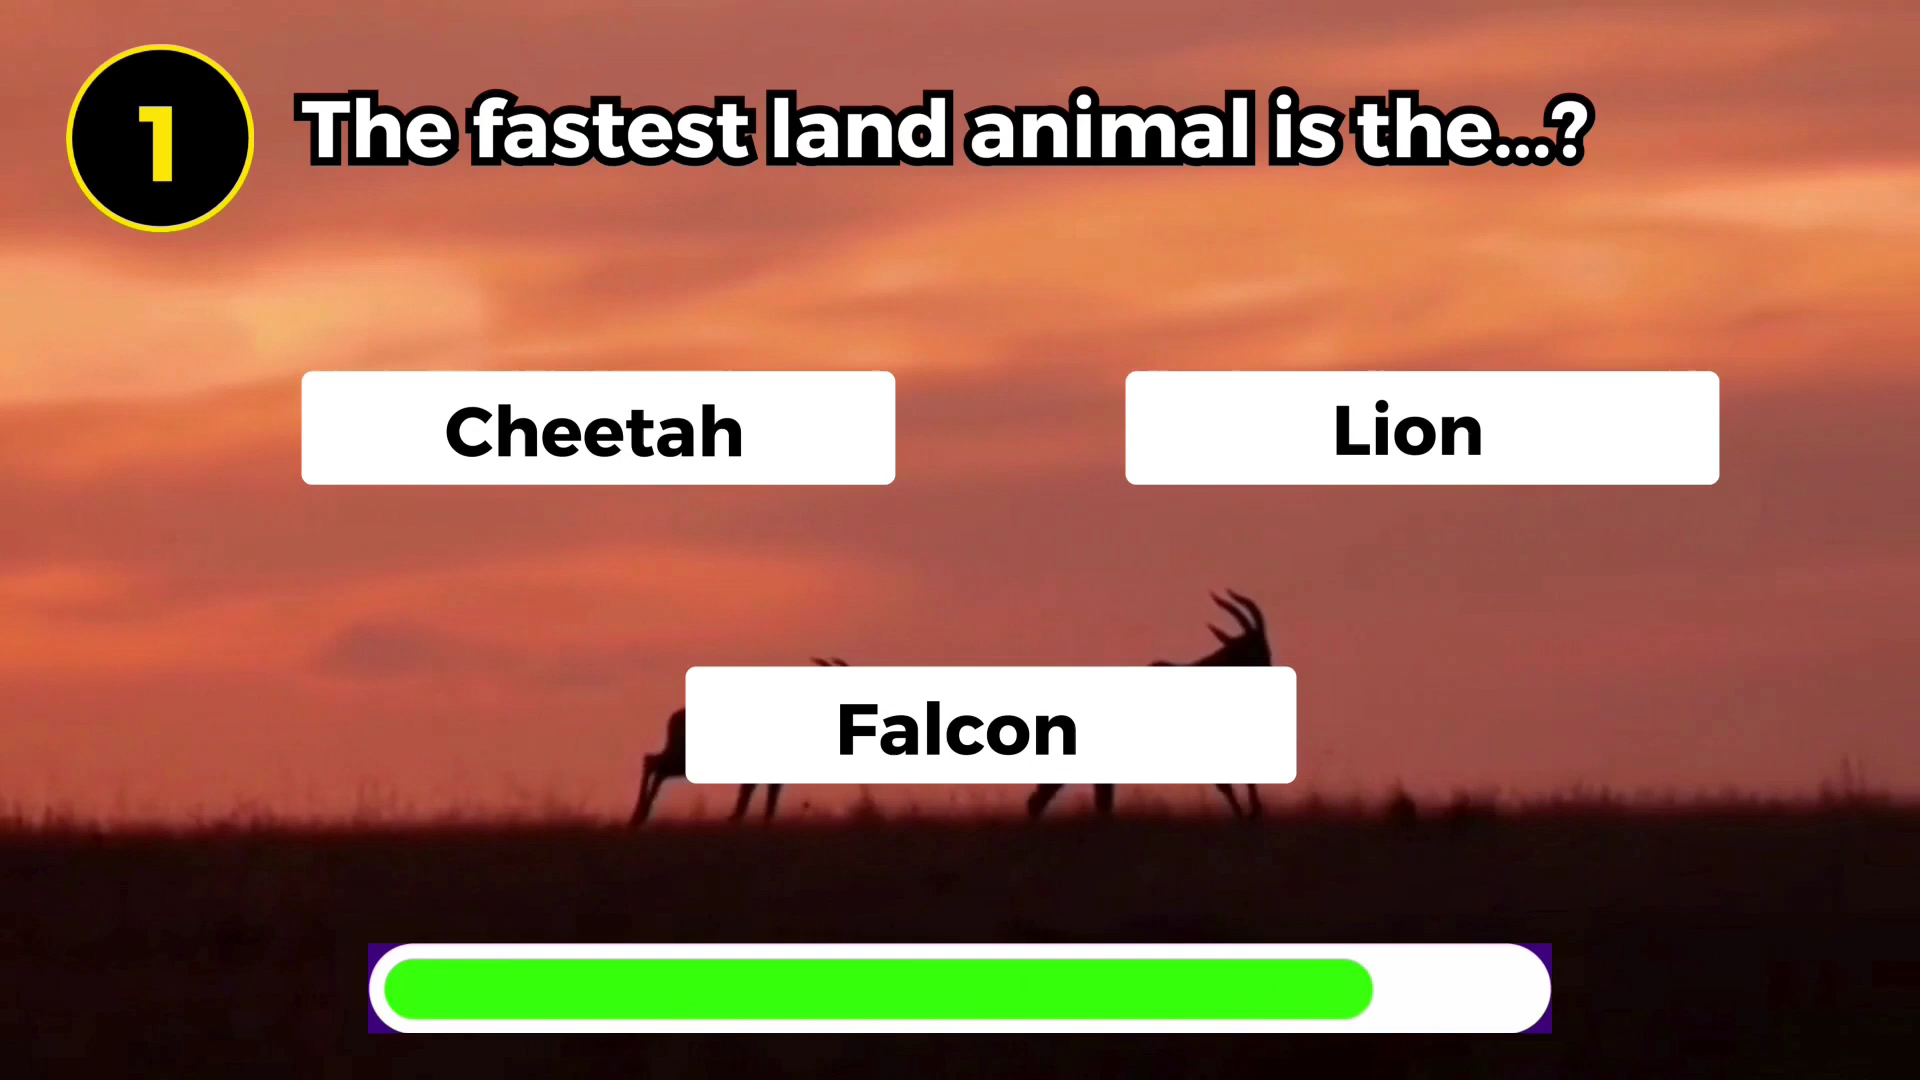 1
The fastest land animal is the...?
Cheetah
Lion
Falcon